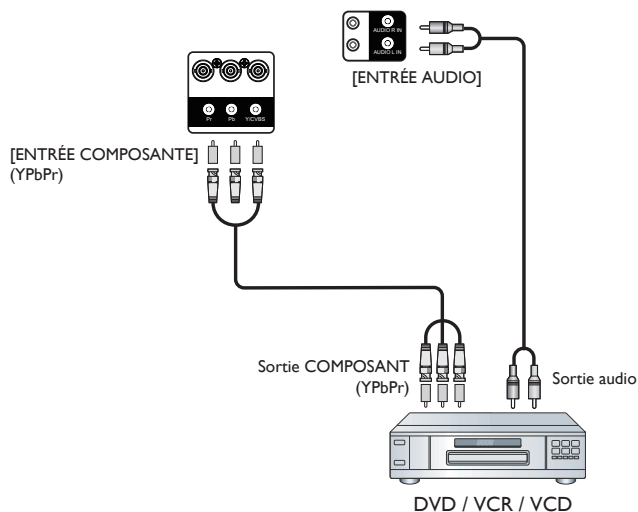 AUDIO R IN
AUDIO L IN
[ENTRÉE AUDIO]
Pr Pb Y/CVBS
[ENTRÉE COMPOSANTE]
(YPbPr)
Sortie COMPOSANT
(YPbPr)
Sortie audio
DVD / VCR / VCD